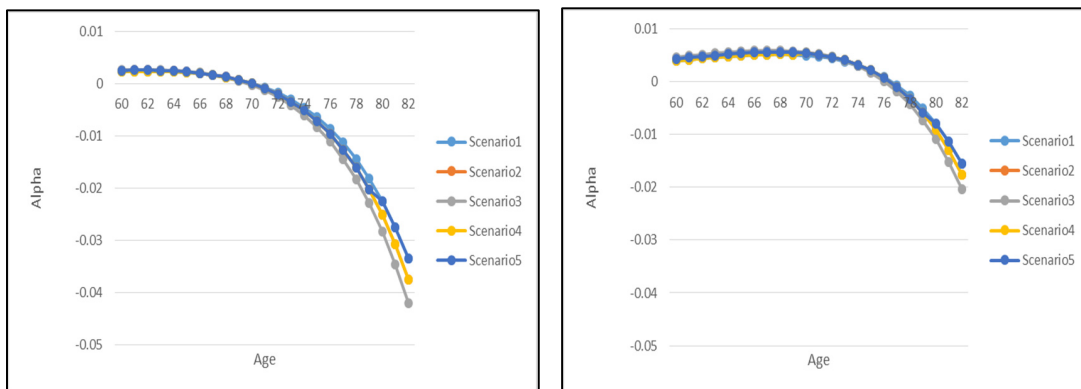 0.01
0
60 62 64 66 68 70 72 74 76 78 80 82
-0.01
-0.02
-0.03
-0.04
-0.05
Alpha
Age
Scenario1
Scenario2
Scenario3
Scenario4
Scenario5
0.01
0
60 62 64 66 68 70 72 74 76 78 80 82
-0.01
-0.02
-0.03
-0.04
-0.05
Alpha
Age
Scenario1
Scenario2
Scenario3
Scenario4
Scenario5